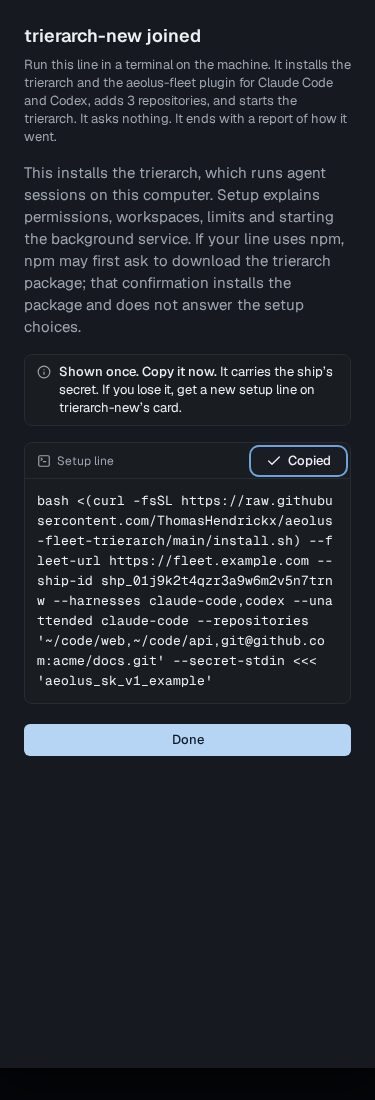 trierarch-new joined
Run this line in a terminal on the machine. It installs the
trierarch and the aeolus-fleet plugin for Claude Code
and Codex, adds 3 repositories, and starts the
trierarch. It asks nothing. It ends with a report of how it
went.
This installs the trierarch, which runs agent
sessions on this computer. Setup explains
permissions, workspaces, limits and starting
the background service. If your line uses npm,
npm may first ask to download the trierarch
package; that confirmation installs the
package and does not answer the setup
choices.
Shown once. Copy it now. It carries the ship's
secret. If you lose it, get a new setup line on
trierarch-new's card.
Setup line
Copied
bash <(curl -fsSL https://raw.githubu
sercontent.com/ThomasHendrickx/aeolus
-fleet-trierarch/main/install.sh) --f
leet-url https://fleet.example.com --
ship-id shp_01j9k2t4qzr3a9w6m2v5n7trn
w --harnesses claude-code,codex --una
ttended claude-code --repositories
'~/code/web,~/code/api,git@github.co
m:acme/docs.git' --secret-stdin <<<
'aeolus_sk_v1_example'
Done